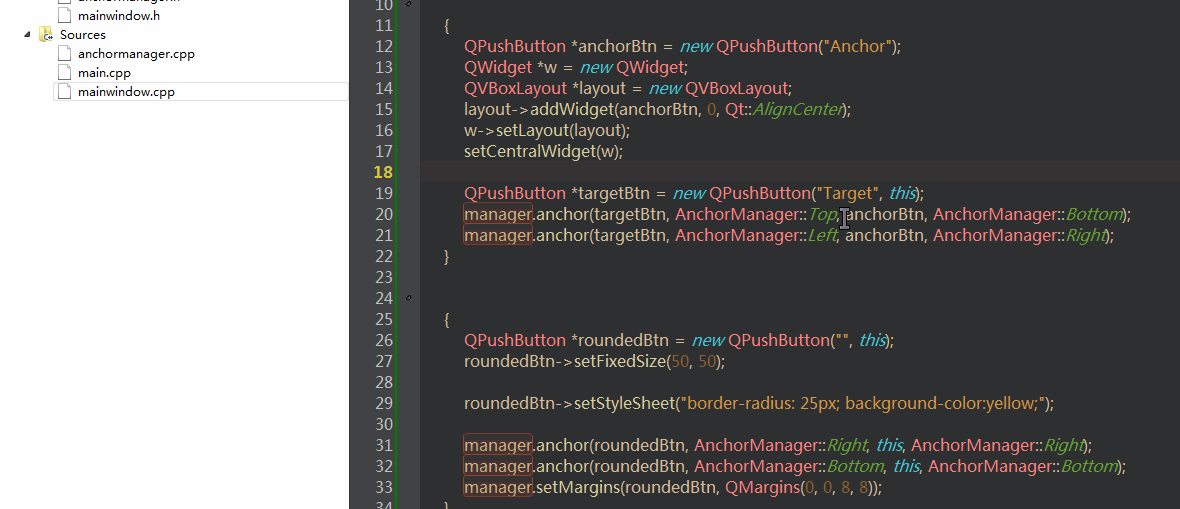 mainwindow.h
Sources
anchormanager.cpp
main.cpp
mainwindow.cpp
10
11 {
12 QPushButton *anchorBtn = new QPushButton("Anchor");
13 QWidget *w = new QWidget;
14 QVBoxLayout *layout = new QVBoxLayout;
15 layout->addWidget(anchorBtn, 0, Qt::AlignCenter);
16 w->setLayout(layout);
17 setCentralWidget(w);
18
19 QPushButton *targetBtn = new QPushButton("Target", this);
20 manager.anchor(targetBtn, AnchorManager::Top, anchorBtn, AnchorManager::Bottom);
21 manager.anchor(targetBtn, AnchorManager::Left, anchorBtn, AnchorManager::Right);
22 }
23
24
25 {
26 QPushButton *roundedBtn = new QPushButton("", this);
27 roundedBtn->setFixedSize(50, 50);
28
29 roundedBtn->setStyleSheet("border-radius: 25px; background-color:yellow;");
30
31 manager.anchor(roundedBtn, AnchorManager::Right, this, AnchorManager::Right);
32 manager.anchor(roundedBtn, AnchorManager::Bottom, this, AnchorManager::Bottom);
33 manager.setMargins(roundedBtn, QMargins(0, 0, 8, 8));
34 }